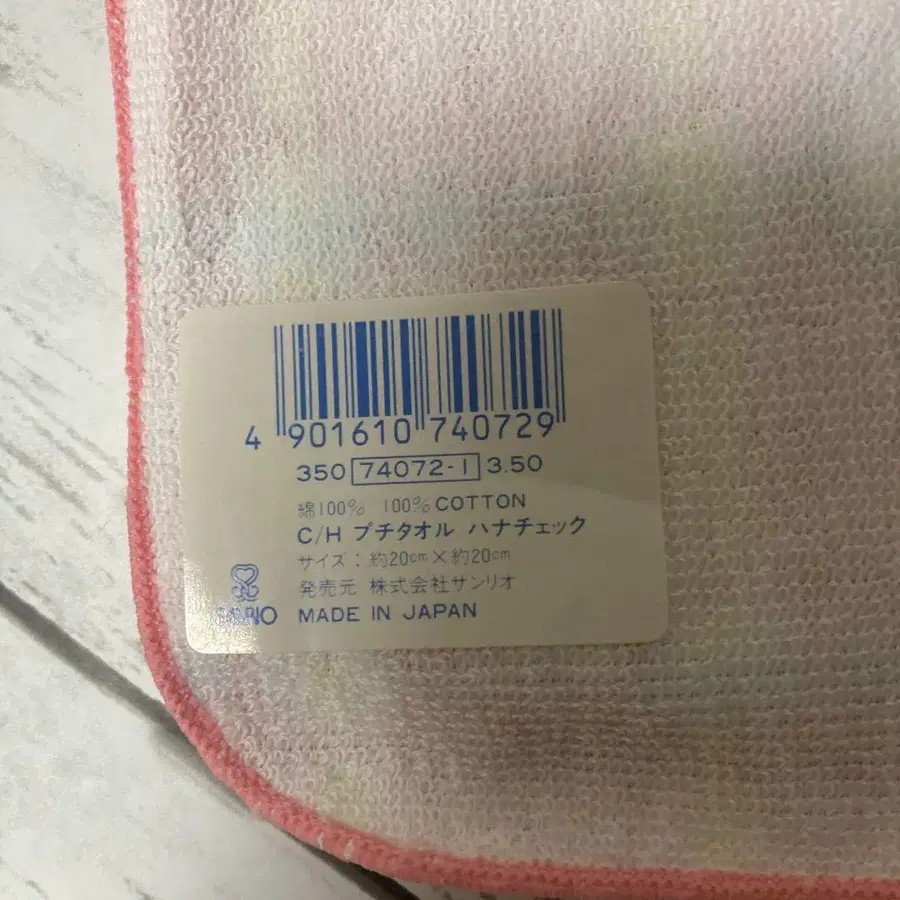 4 901610 740729
350 74072-1 3.50
綿100% 100% COTTON
C/H プチタオル ハナチェック
サイズ：約20cm×約20cm
発売元 株式会社サンリオ
SANRIO MADE IN JAPAN